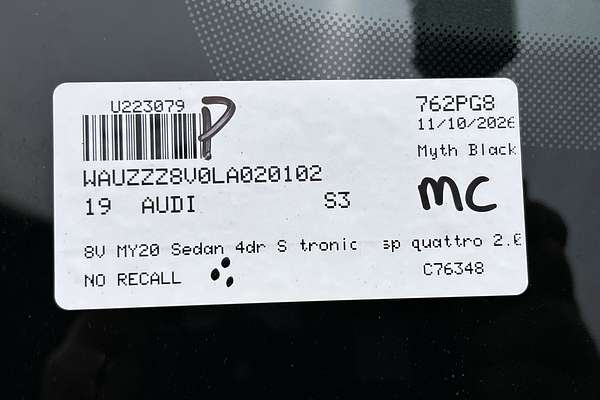 U223079 P 762PG8
11/10/2026
Myth Black
WAUZZZ8V0LA020102 MC
19 AUDI S3
8V MY20 Sedan 4dr S tronic sp quattro 2.0
NO RECALL C76348